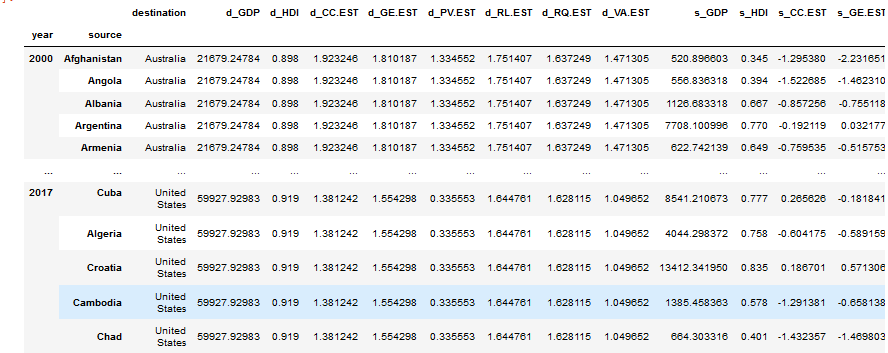 destination d_GDP d_HDI d_CC.EST d_GE.EST d_PV.EST d_RL.EST d_RQ.EST d_VA.EST s_GDP s_HDI s_CC.EST s_GE.EST
year source
2000 Afghanistan Australia 21679.24784 0.898 1.923246 1.810187 1.334552 1.751407 1.637249 1.471305 520.896603 0.345 -1.295380 -2.231651
Angola Australia 21679.24784 0.898 1.923246 1.810187 1.334552 1.751407 1.637249 1.471305 556.836318 0.394 -1.522685 -1.462310
Albania Australia 21679.24784 0.898 1.923246 1.810187 1.334552 1.751407 1.637249 1.471305 1126.683318 0.667 -0.857256 -0.755118
Argentina Australia 21679.24784 0.898 1.923246 1.810187 1.334552 1.751407 1.637249 1.471305 7708.100996 0.770 -0.192119 0.032177
Armenia Australia 21679.24784 0.898 1.923246 1.810187 1.334552 1.751407 1.637249 1.471305 622.742139 0.649 -0.759535 -0.515753
... ... ... ... ... ... ... ... ... ... ... ... ... ... ...
2017 Cuba United States 59927.92983 0.919 1.381242 1.554298 0.335553 1.644761 1.628115 1.049652 8541.210673 0.777 0.265626 -0.181841
Algeria United States 59927.92983 0.919 1.381242 1.554298 0.335553 1.644761 1.628115 1.049652 4044.298372 0.758 -0.604175 -0.589159
Croatia United States 59927.92983 0.919 1.381242 1.554298 0.335553 1.644761 1.628115 1.049652 13412.341950 0.835 0.186701 0.571306
Cambodia United States 59927.92983 0.919 1.381242 1.554298 0.335553 1.644761 1.628115 1.049652 1385.458363 0.578 -1.291381 -0.658138
Chad United States 59927.92983 0.919 1.381242 1.554298 0.335553 1.644761 1.628115 1.049652 664.303316 0.401 -1.432357 -1.469803